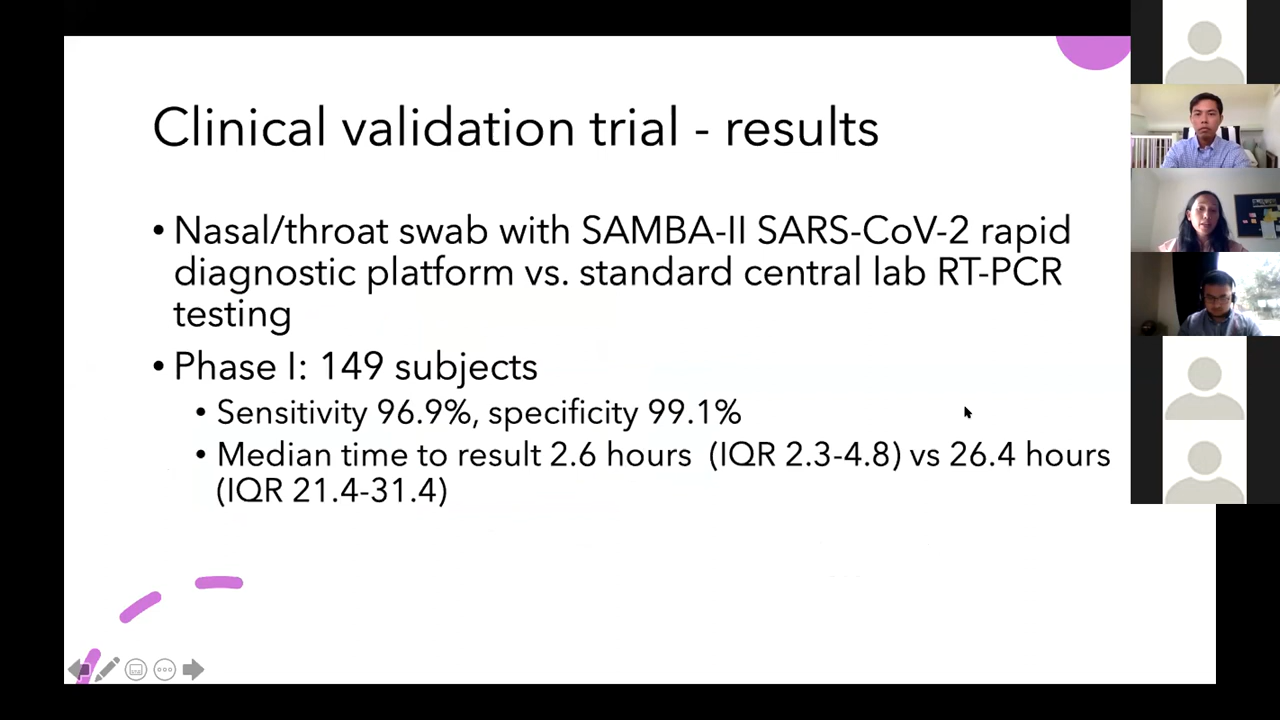 Clinical validation trial - results
• Nasal/throat swab with SAMBA-II SARS-CoV-2 rapid
diagnostic platform vs. standard central lab RT-PCR
testing
• Phase I: 149 subjects
• Sensitivity 96.9%, specificity 99.1%
• Median time to result 2.6 hours (IQR 2.3-4.8) vs 26.4 hours
(IQR 21.4-31.4)